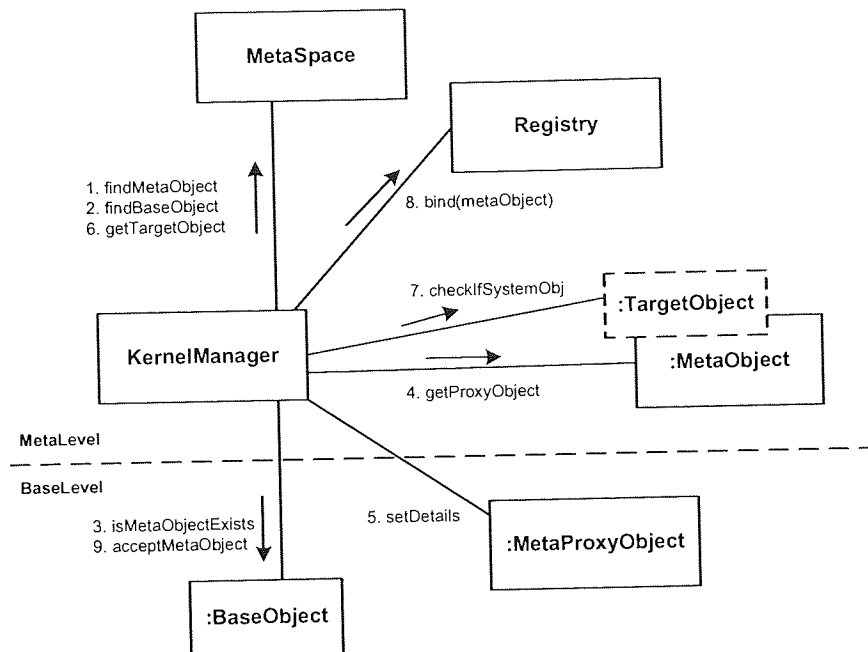 MetaSpace
Registry
1. findMetaObject
2. findBaseObject
6. getTargetObject
8. bind(metaObject)
7. checkIfSystemObj
:TargetObject
KernelManager
:MetaObject
4. getProxyObject
MetaLevel
BaseLevel
3. isMetaObjectExists
9. acceptMetaObject
5. setDetails
:MetaProxyObject
:BaseObject